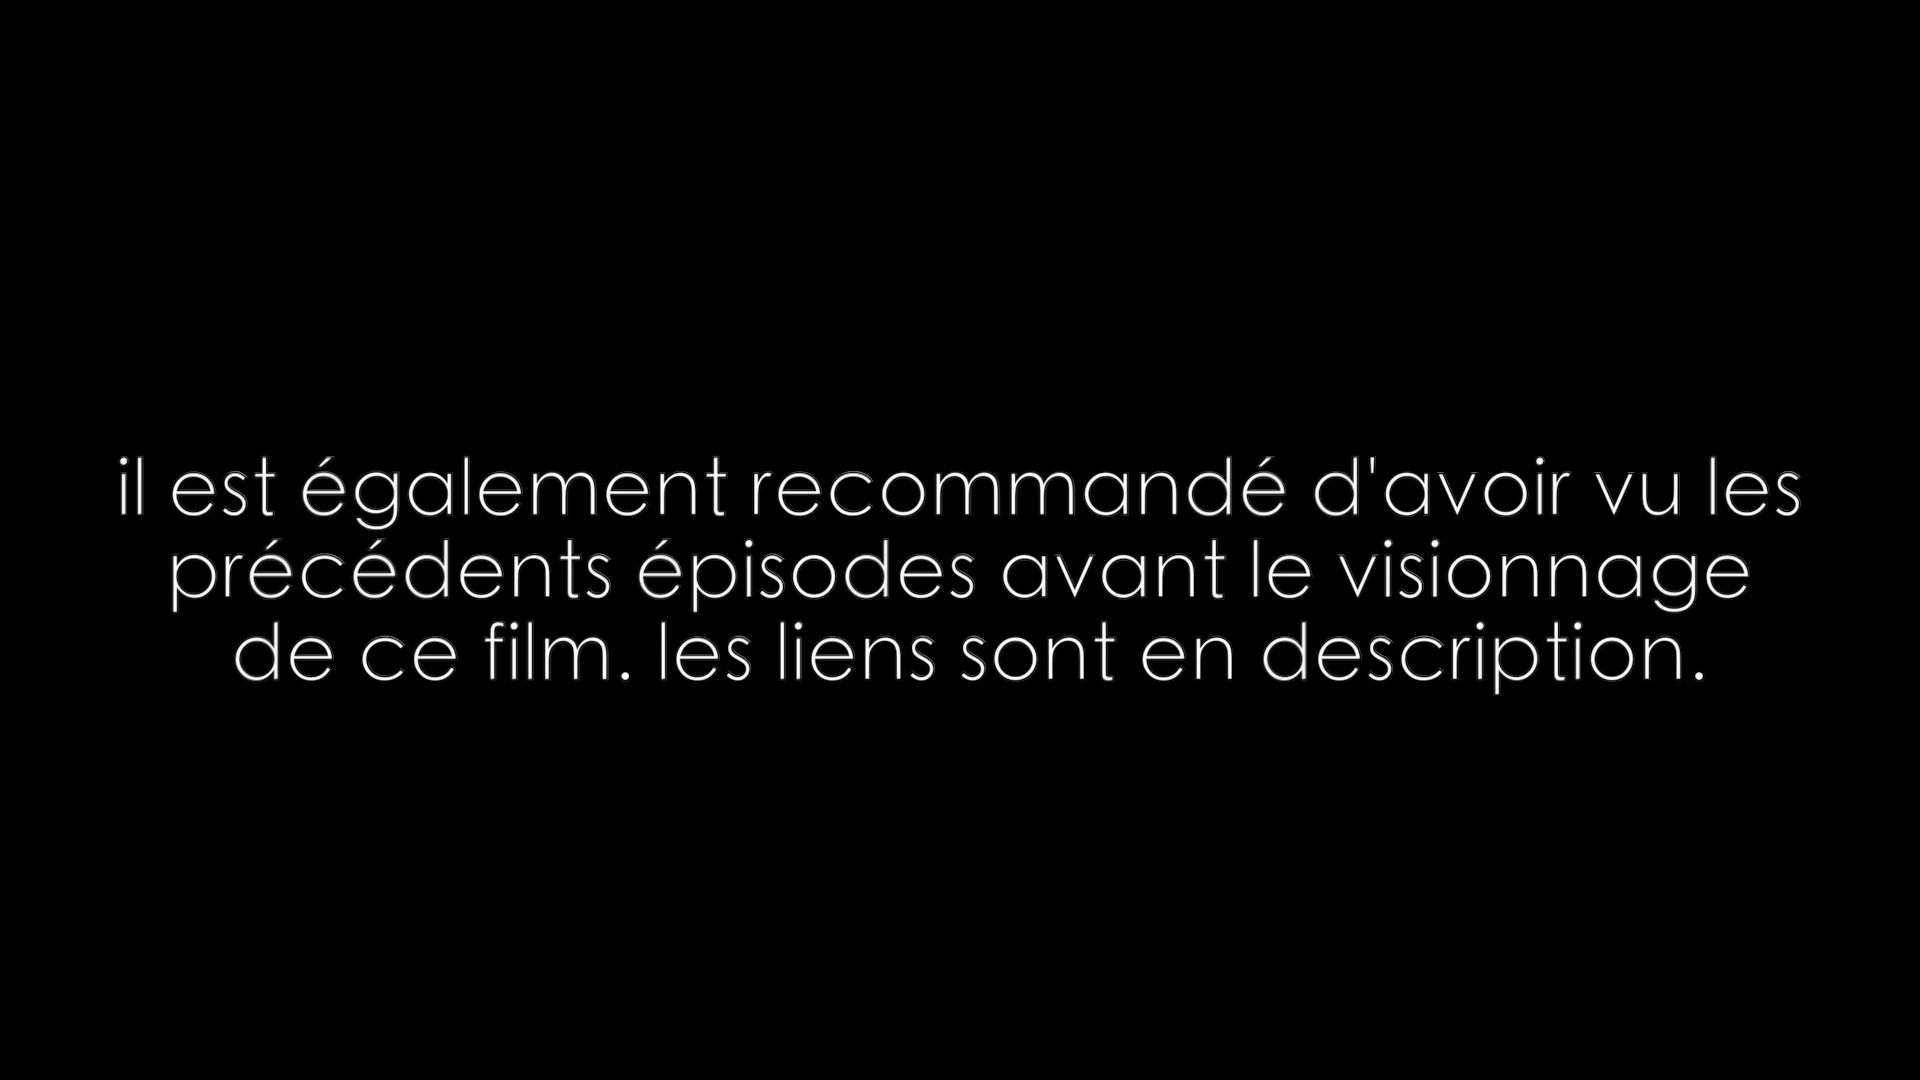 il est également recommandé d'avoir vu les
précédents épisodes avant le visionnage
de ce film. les liens sont en description.